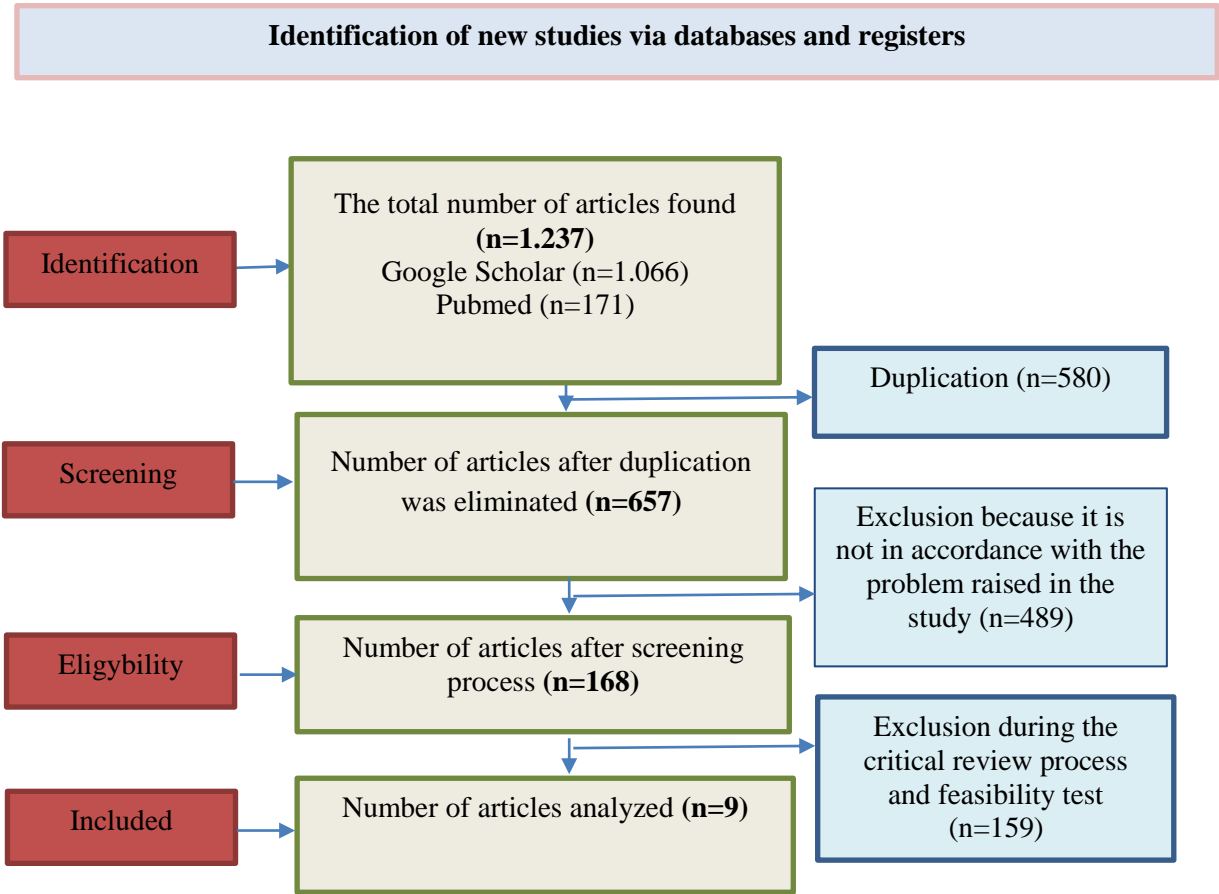 Identification of new studies via databases and registers
Identification
The total number of articles found
(n=1.237)
Google Scholar (n=1.066)
Pubmed (n=171)
Duplication (n=580)
Screening
Number of articles after duplication
was eliminated (n=657)
Exclusion because it is
not in accordance with the
problem raised in the
study (n=489)
Eligybility
Number of articles after screening
process (n=168)
Exclusion during the
critical review process
and feasibility test
(n=159)
Included
Number of articles analyzed (n=9)